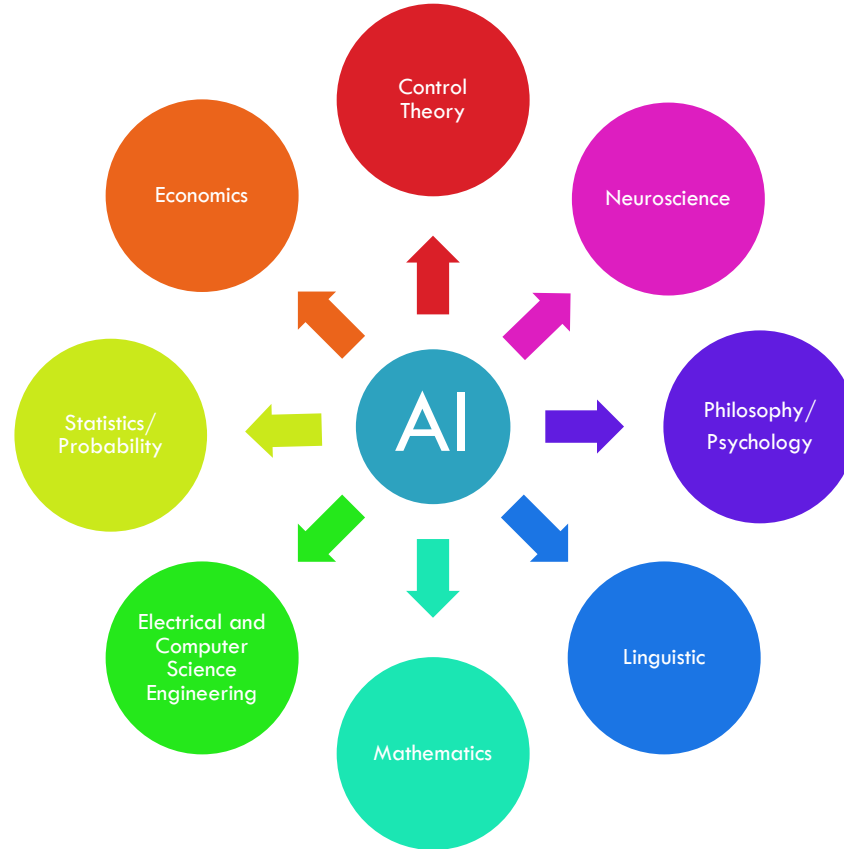 Control
Theory
Neuroscience
Philosophy/
Psychology
Linguistic
Mathematics
Electrical and
Computer
Science
Engineering
Statistics/
Probability
Economics
AI